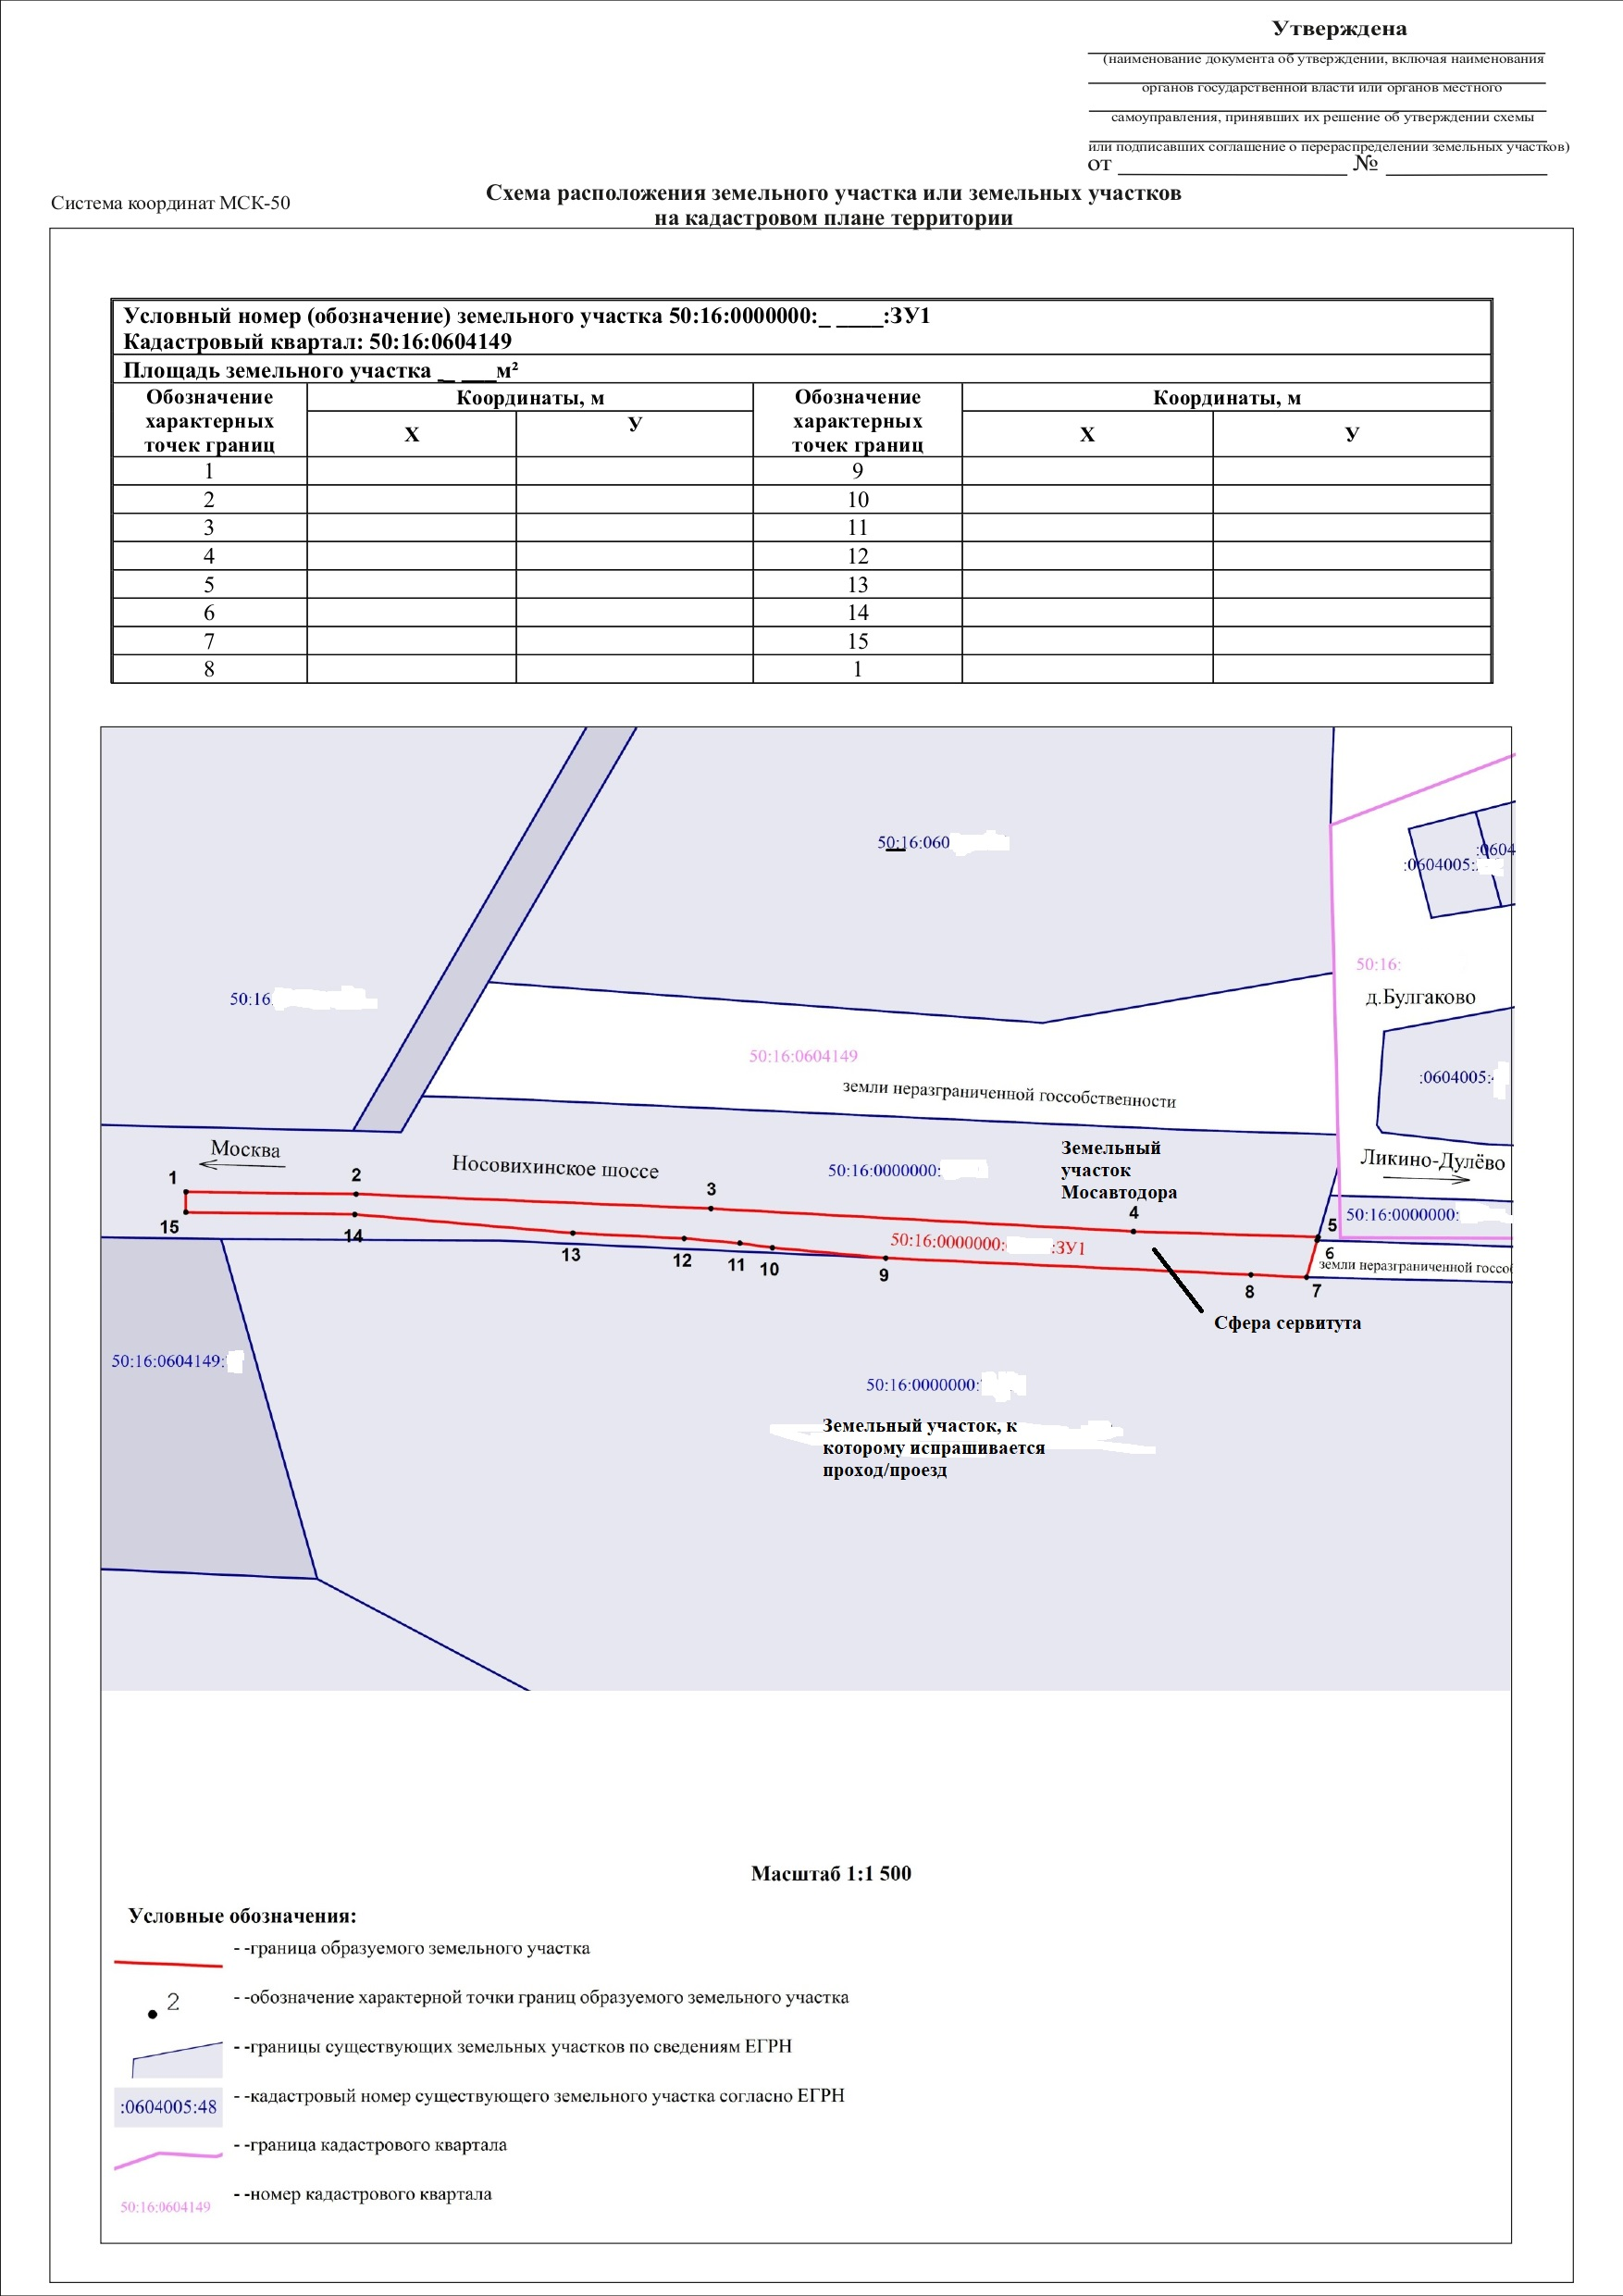 Утверждена
(наименование документа об утверждении, включая наименования
органов государственной власти или органов местного
самоуправления, принявших их решение об утверждении схемы
или подписавших соглашение о перераспределении земельных участков)
от ____ № ____
Система координат МСК-50
Схема расположения земельного участка или земельных участков
на кадастровом плане территории
Условный номер (обозначение) земельного участка 50:16:0000000:_ ____:ЗУ1
Кадастровый квартал: 50:16:0604149
Площадь земельного участка _ ___м²
Обозначение характерных точек границ
Координаты, м
Обозначение характерных точек границ
Координаты, м
Х У Х У
1 9
2 10
3 11
4 12
5 13
6 14
7 15
8 1
50:16:060
:0604
:0604005:
50:16:
д.Булгаково
50:16
50:16:0604149
:0604005:
земли неразграниченной госсобственности
Москва
Носовихинское шоссе
50:16:0000000:
Земельный
участок
Мосавтодора
Ликино-Дулёво
1
2
3
4
5
50:16:0000000:
15
14
13
12
11
10
9
50:16:0000000: :ЗУ1
6
земли неразграниченной госсо
8
7
Сфера сервитута
50:16:0604149:
50:16:0000000:
Земельный участок, к
которому испрашивается
проход/проезд
Масштаб 1:1 500
Условные обозначения:
- -граница образуемого земельного участка
2
- -обозначение характерной точки границ образуемого земельного участка
- -границы существующих земельных участков по сведениям ЕГРН
:0604005:48
- -кадастровый номер существующего земельного участка согласно ЕГРН
- -граница кадастрового квартала
50:16:0604149
- -номер кадастрового квартала